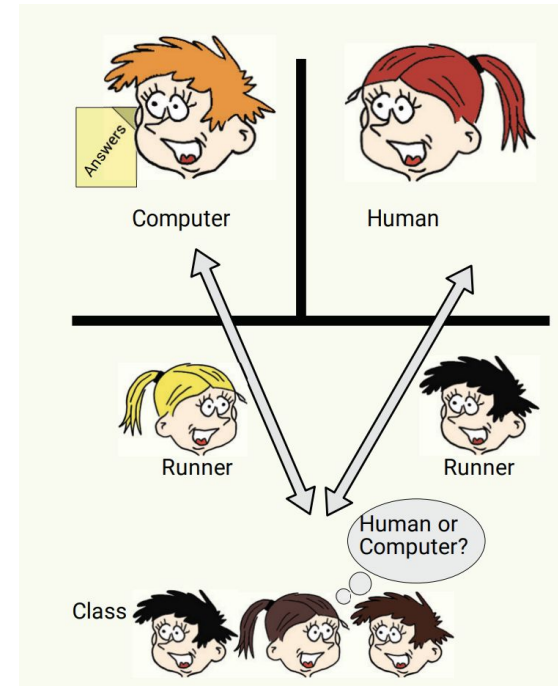 Answers
Computer
Human
Runner
Runner
Human or
Computer?
Class